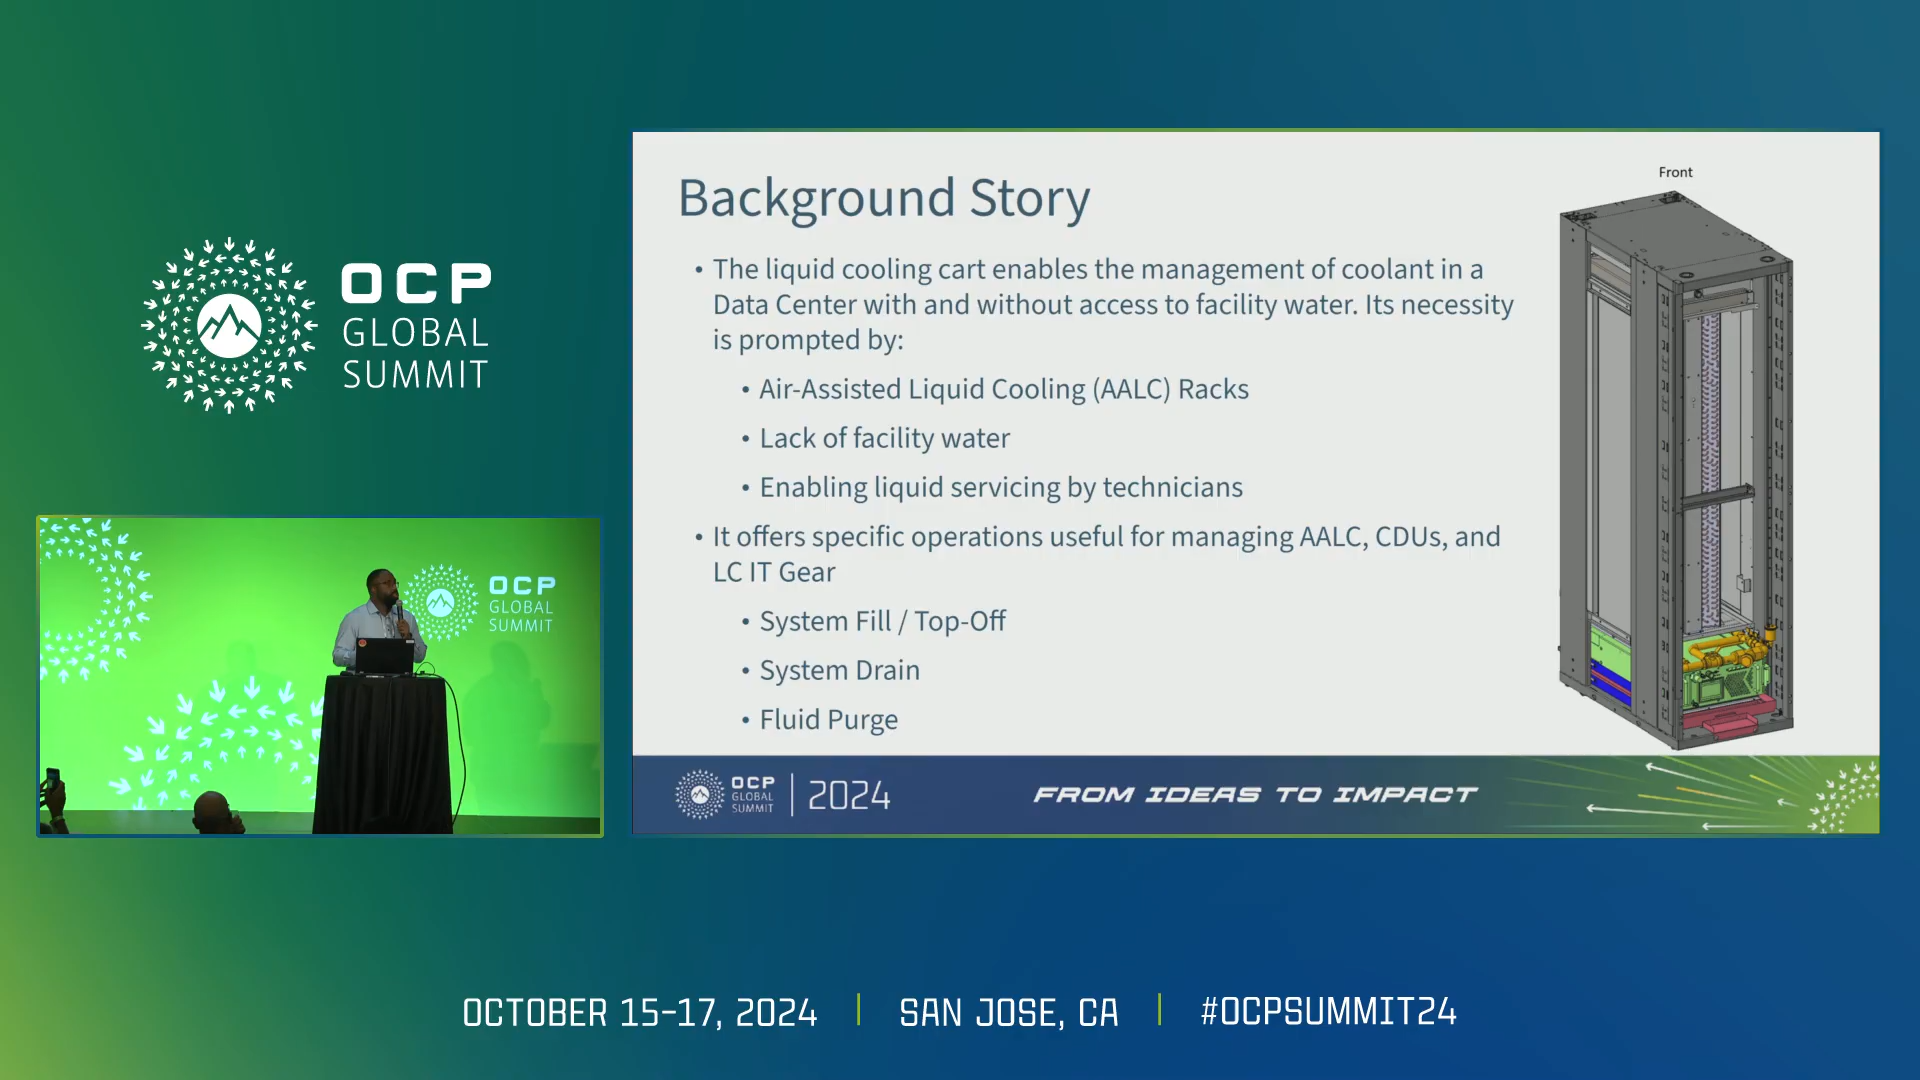 OCP
GLOBAL
SUMMIT
OCP
GLOBAL
SUMMIT
Background Story
Front
• The liquid cooling cart enables the management of coolant in a
Data Center with and without access to facility water. Its necessity
is prompted by:
• Air-Assisted Liquid Cooling (AALC) Racks
• Lack of facility water
• Enabling liquid servicing by technicians
• It offers specific operations useful for managing AALC, CDUs, and
LC IT Gear
• System Fill / Top-Off
• System Drain
• Fluid Purge
OCP
GLOBAL
SUMMIT
2024
FROM IDEAS TO IMPACT
OCTOBER 15-17, 2024 | SAN JOSE, CA | #OCPSUMMIT24